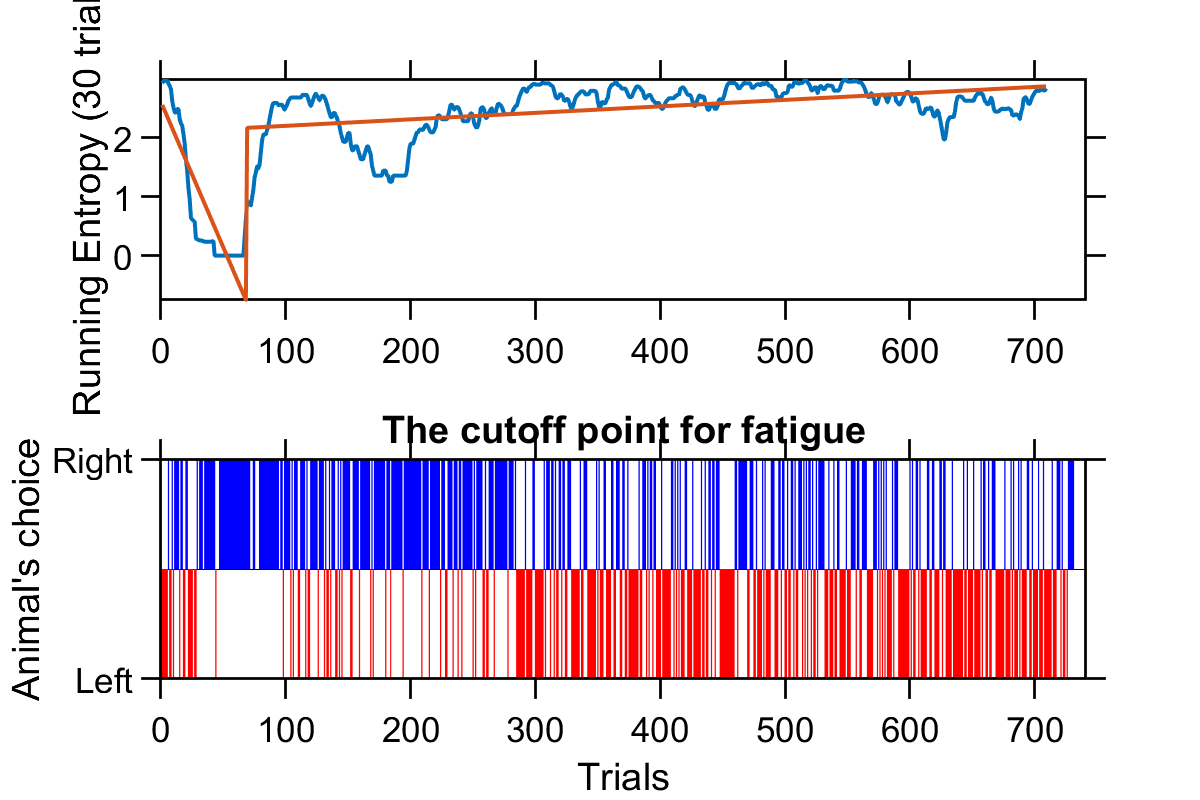 Running Entropy (30 trial
2
1
0
0 100 200 300 400 500 600 700
The cutoff point for fatigue
Animal's choice
Right
Left
0 100 200 300 400 500 600 700
Trials